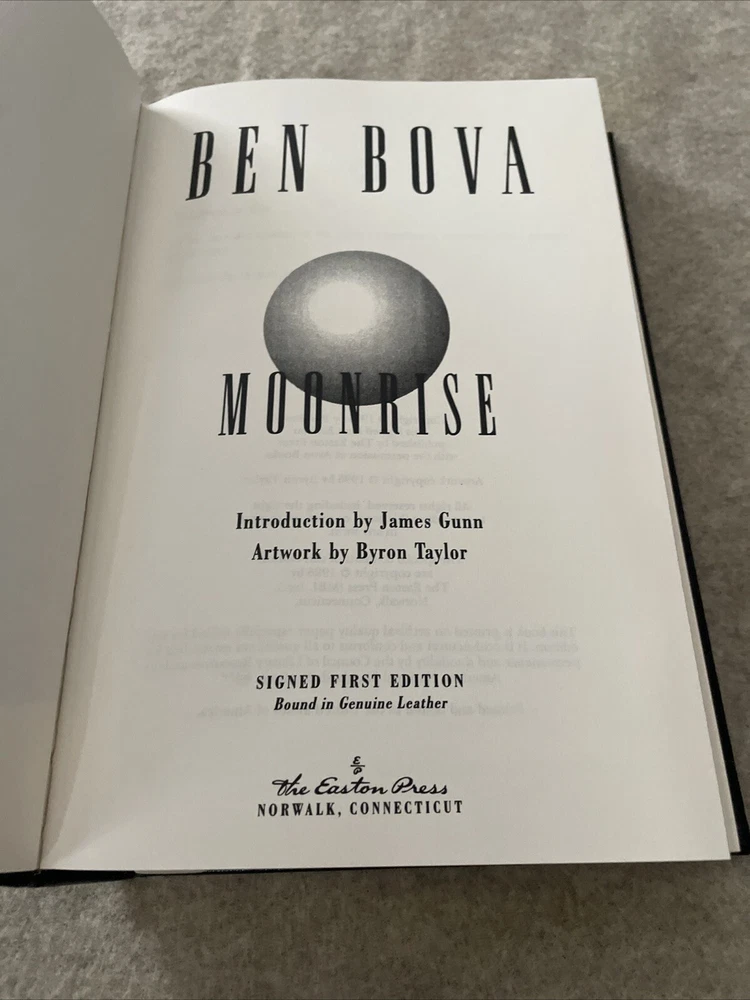 BEN BOVA
MOONRISE
Introduction by James Gunn
Artwork by Byron Taylor
SIGNED FIRST EDITION
Bound in Genuine Leather
E
P
The Easton Press
NORWALK, CONNECTICUT